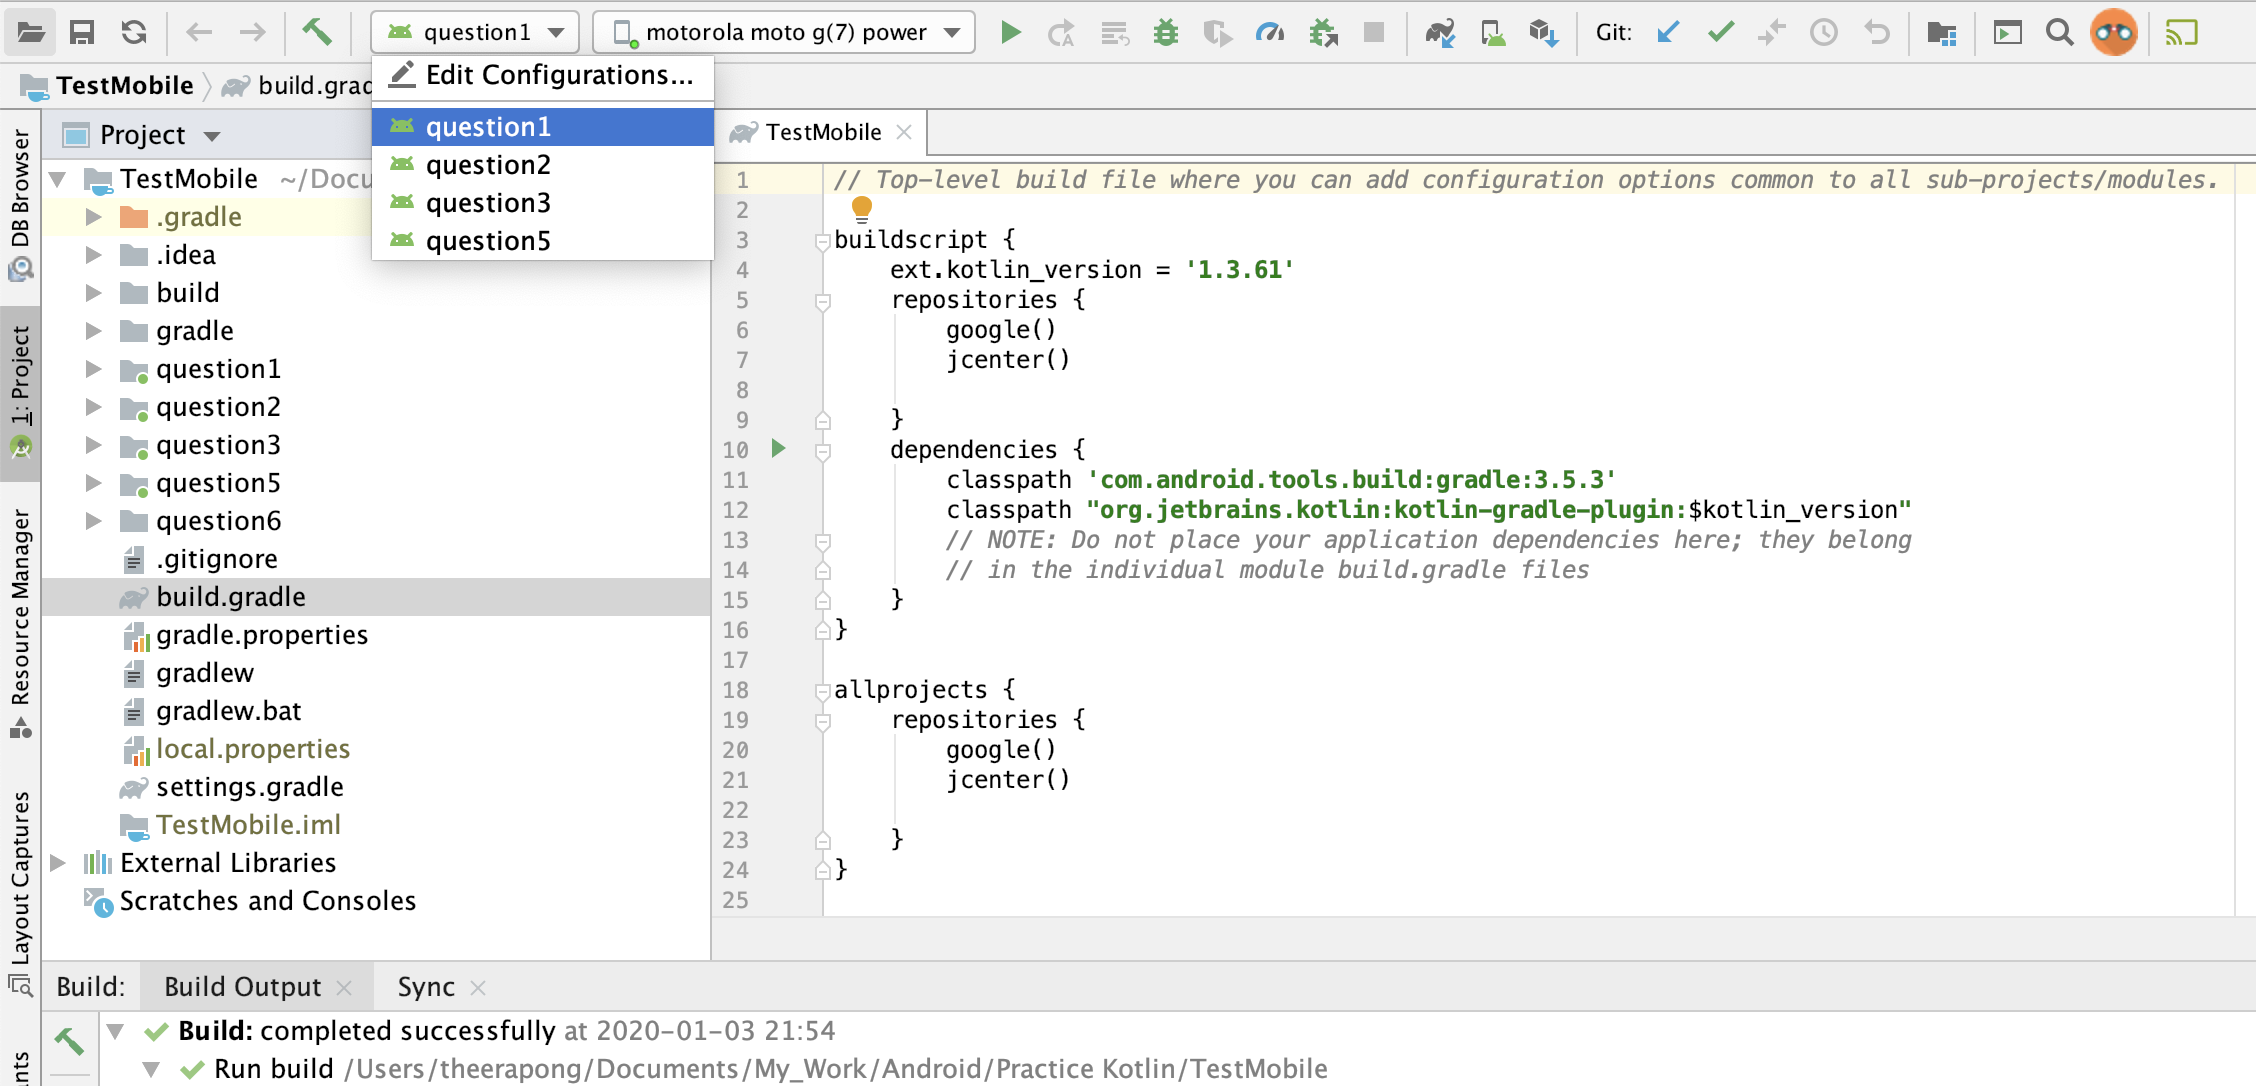 question1
motorola moto g(7) power
Git:
TestMobile
build.grad
Edit Configurations...
question1
question2
question3
question5
DB Browser
1: Project
Resource Manager
Layout Captures
nts
Project
TestMobile ~/Docu
.gradle
.idea
build
gradle
question1
question2
question3
question5
question6
.gitignore
build.gradle
gradle.properties
gradlew
gradlew.bat
local.properties
settings.gradle
TestMobile.iml
External Libraries
Scratches and Consoles
TestMobile
1 // Top-level build file where you can add configuration options common to all sub-projects/modules.
2
3 buildscript {
4 ext.kotlin_version = '1.3.61'
5 repositories {
6 google()
7 jcenter()
8
9 }
10 dependencies {
11 classpath 'com.android.tools.build:gradle:3.5.3'
12 classpath "org.jetbrains.kotlin:kotlin-gradle-plugin:$kotlin_version"
13 // NOTE: Do not place your application dependencies here; they belong
14 // in the individual module build.gradle files
15 }
16 }
17
18 allprojects {
19 repositories {
20 google()
21 jcenter()
22
23 }
24 }
25
Build: Build Output Sync
Build: completed successfully at 2020-01-03 21:54
Run build /Users/theerapong/Documents/My_Work/Android/Practice Kotlin/TestMobile